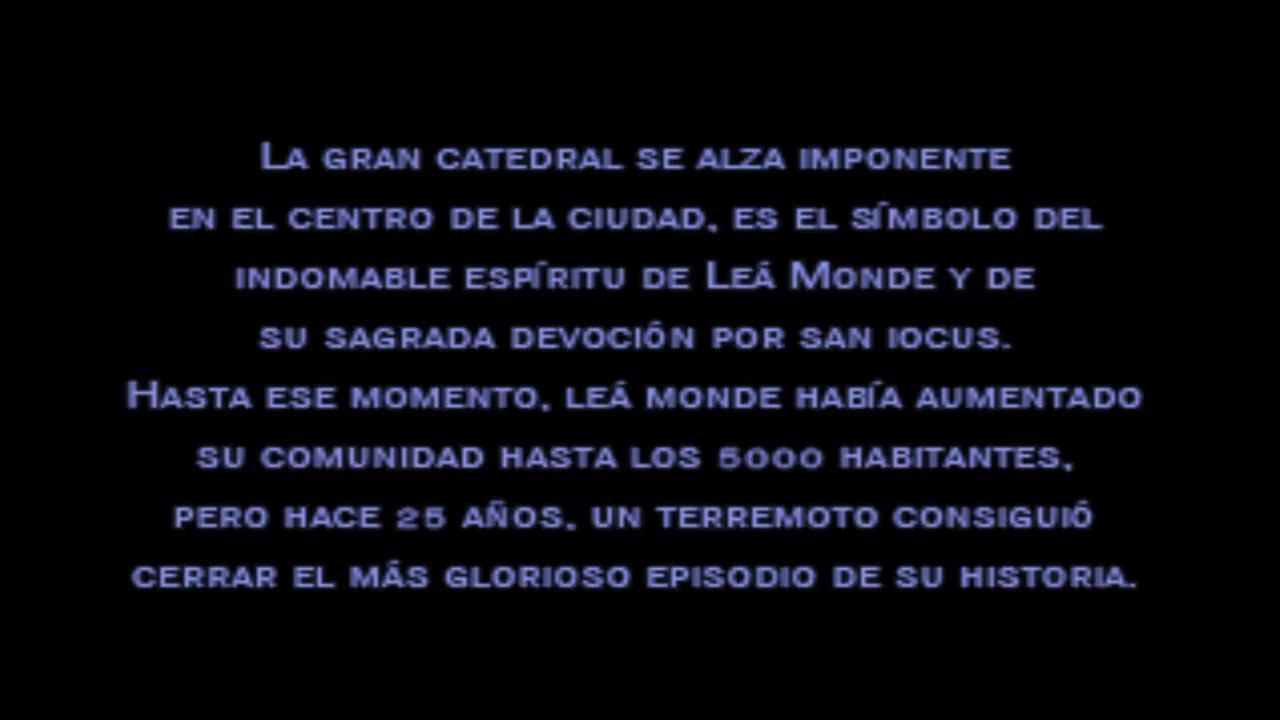 La gran catedral se alza imponente
en el centro de la ciudad, es el símbolo del
indomable espíritu de Leá Monde y de
su sagrada devoción por san iocus.
Hasta ese momento, leá monde había aumentado
su comunidad hasta los 5000 habitantes,
pero hace 25 años, un terremoto consiguió
cerrar el más glorioso episodio de su historia.